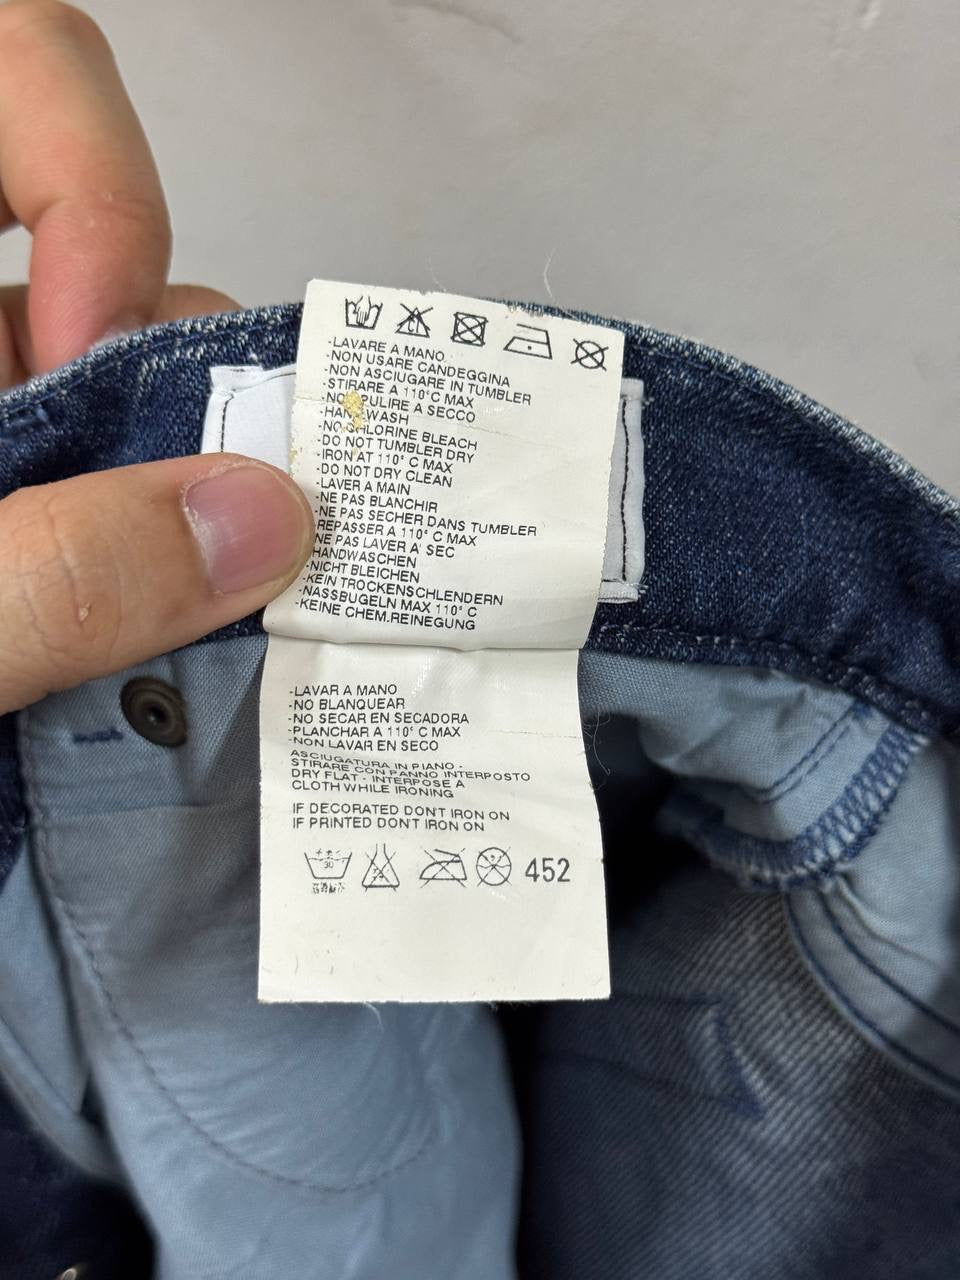 -LAVARE A MANO
-NON USARE CANDEGGINA
-NON ASCIUGARE IN TUMBLER
-STIRARE A 110°C MAX
PULIRE A SECCO
WASH
CHLORINE BLEACH
-DO NOT TUMBLER DRY
-IRON AT 110° C MAX
-DO NOT DRY CLEAN
-LAVER A MAIN
-NE PAS BLANCHIR
-NE PAS SECHER DANS TUMBLER
REPASSER A 110° C MAX
NE PAS LAVER A' SEC
HANDWASCHEN
-NICHT BLEICHEN
-KEIN TROCKENSCHLENDERN
-NASSBUGELN MAX 110° C
-KEINE CHEM.REINEGUNG
-LAVAR A MANO
-NO BLANQUEAR
-NO SECAR EN SECADORA
-PLANCHAR A 110° C MAX
-NON LAVAR EN SECO
ASCIUGATURA IN PIANO -
STIRARE CON PANNO INTERPOSTO
DRY FLAT - INTERPOSE A
CLOTH WHILE IRONING
IF DECORATED DON'T IRON ON
IF PRINTED DON'T IRON ON
30 452